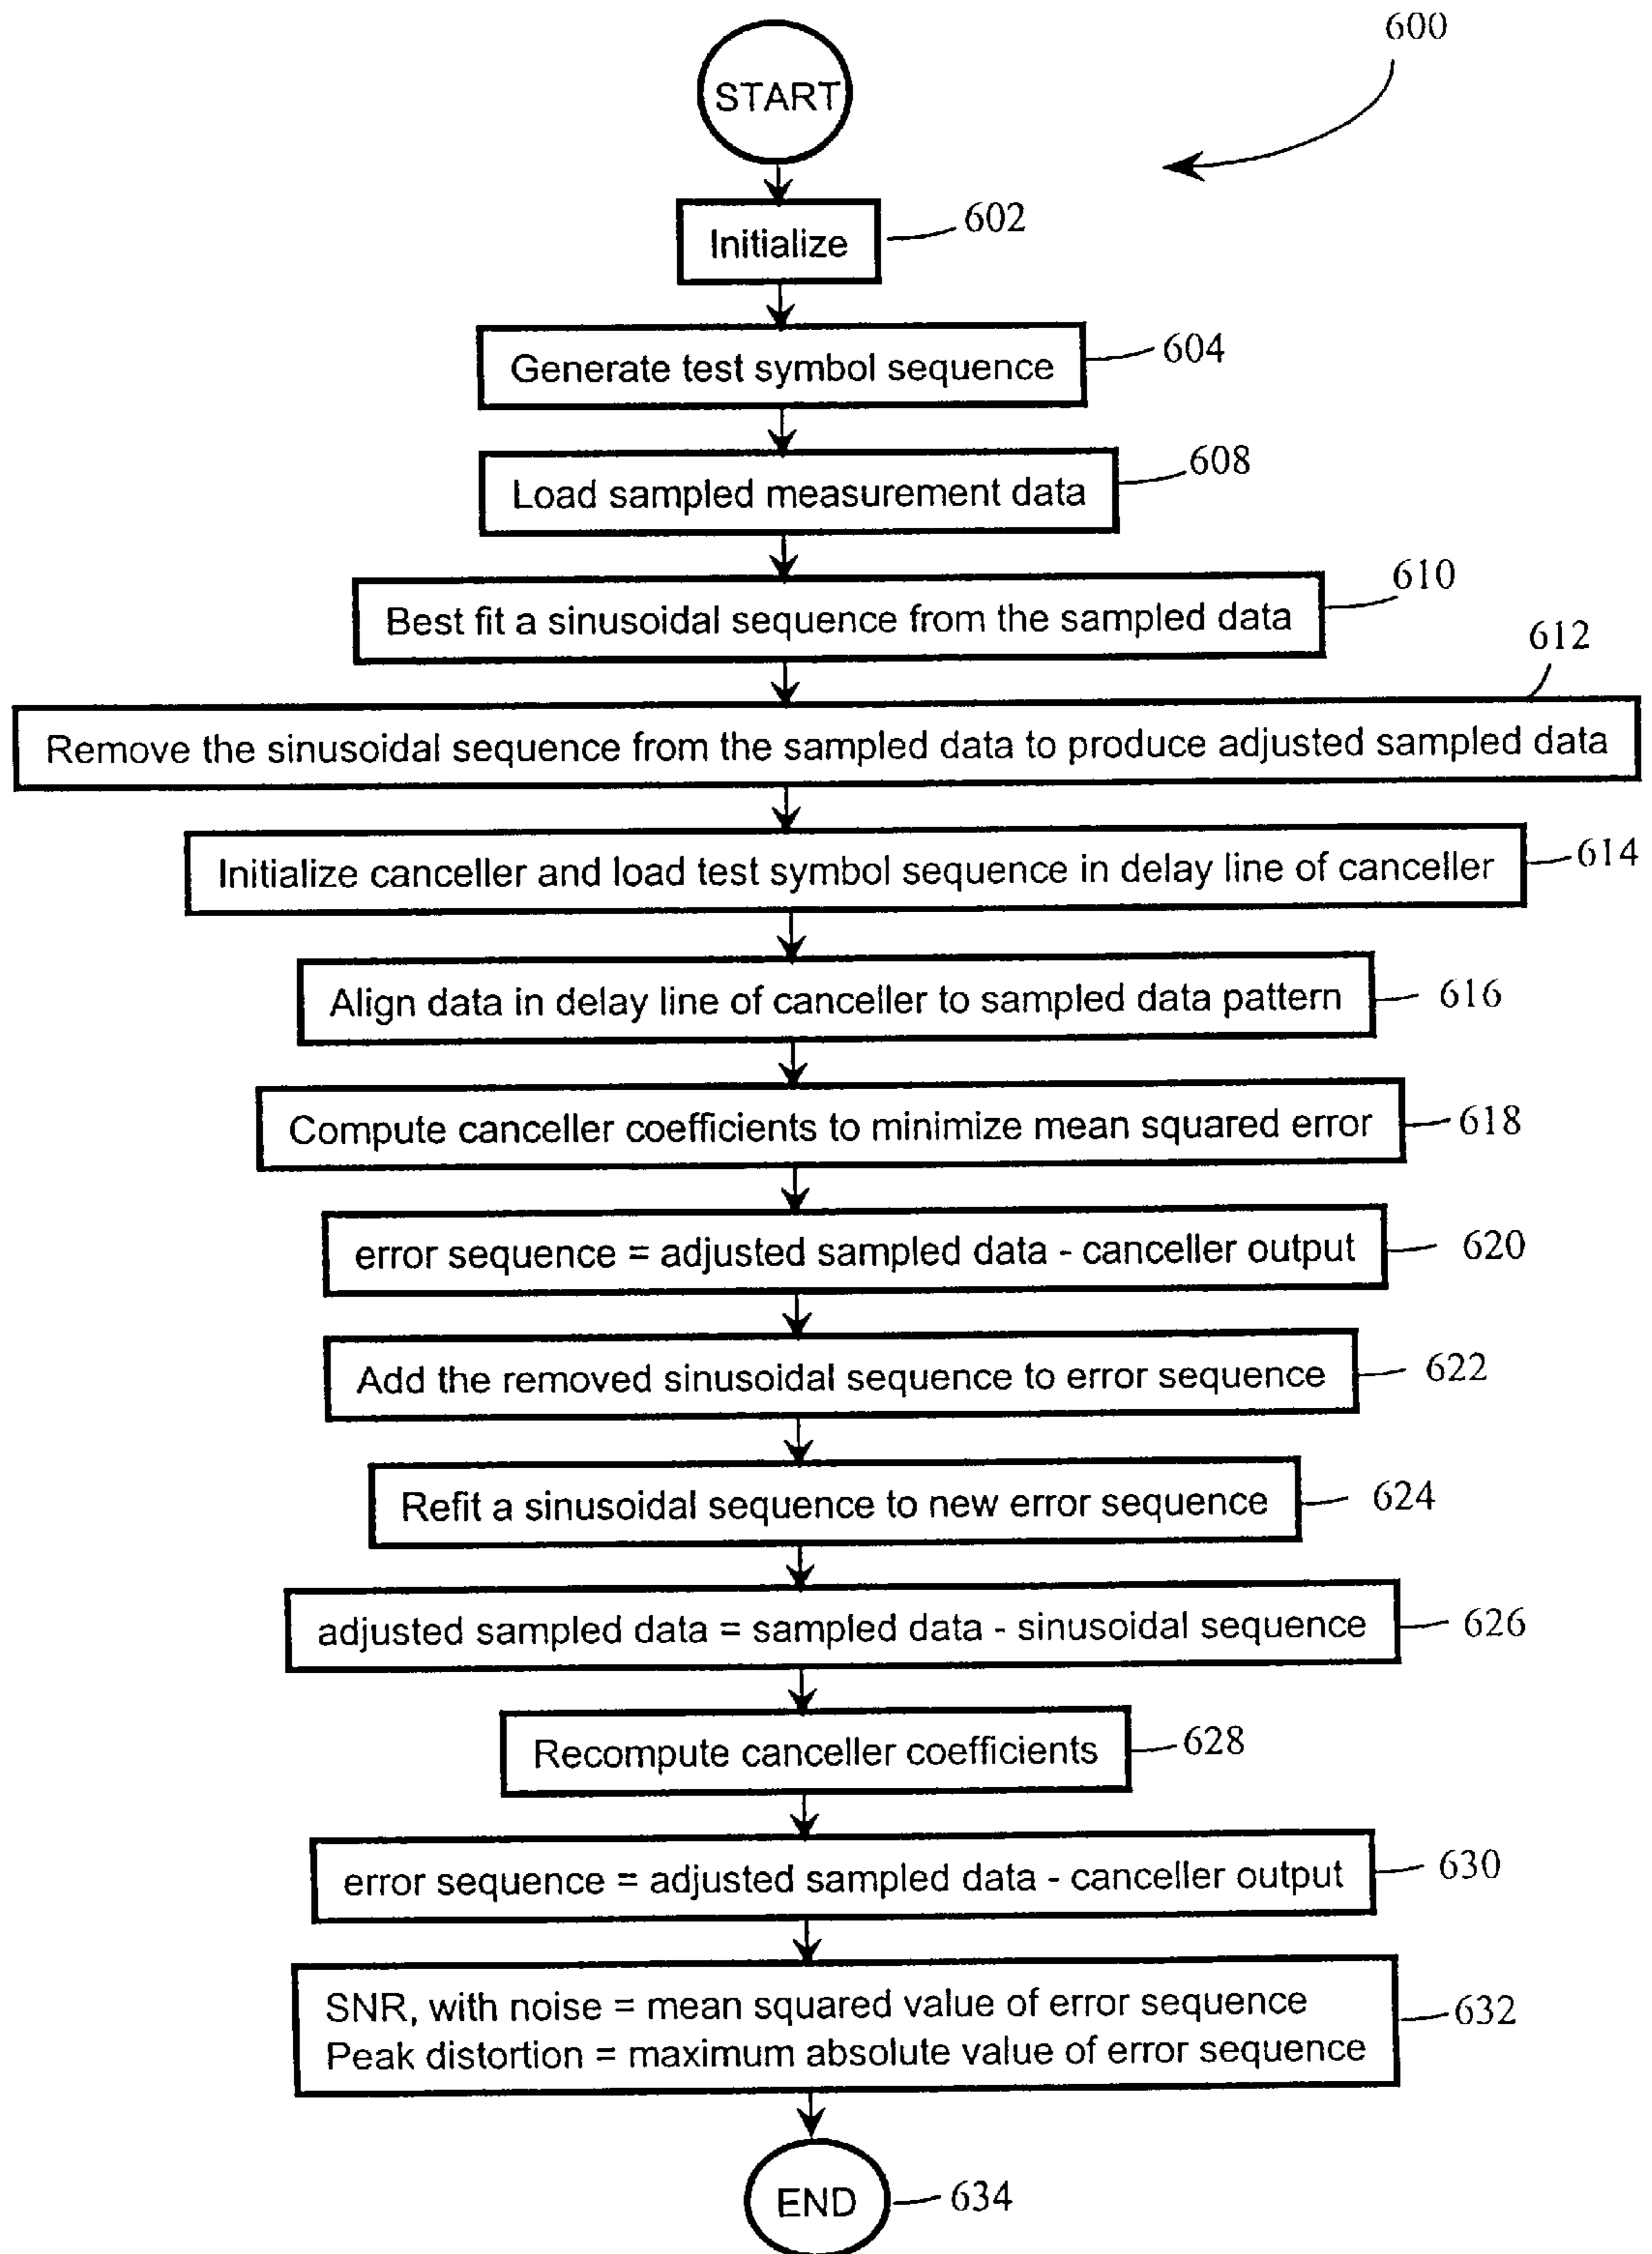 600
START
Initialize
602
Generate test symbol sequence
604
Load sampled measurement data
608
Best fit a sinusoidal sequence from the sampled data
610
612
Remove the sinusoidal sequence from the sampled data to produce adjusted sampled data
Initialize canceller and load test symbol sequence in delay line of canceller
614
Align data in delay line of canceller to sampled data pattern
616
Compute canceller coefficients to minimize mean squared error
618
error sequence = adjusted sampled data - canceller output
620
Add the removed sinusoidal sequence to error sequence
622
Refit a sinusoidal sequence to new error sequence
624
adjusted sampled data = sampled data - sinusoidal sequence
626
Recompute canceller coefficients
628
error sequence = adjusted sampled data - canceller output
630
SNR, with noise = mean squared value of error sequence
Peak distortion = maximum absolute value of error sequence
632
END
634